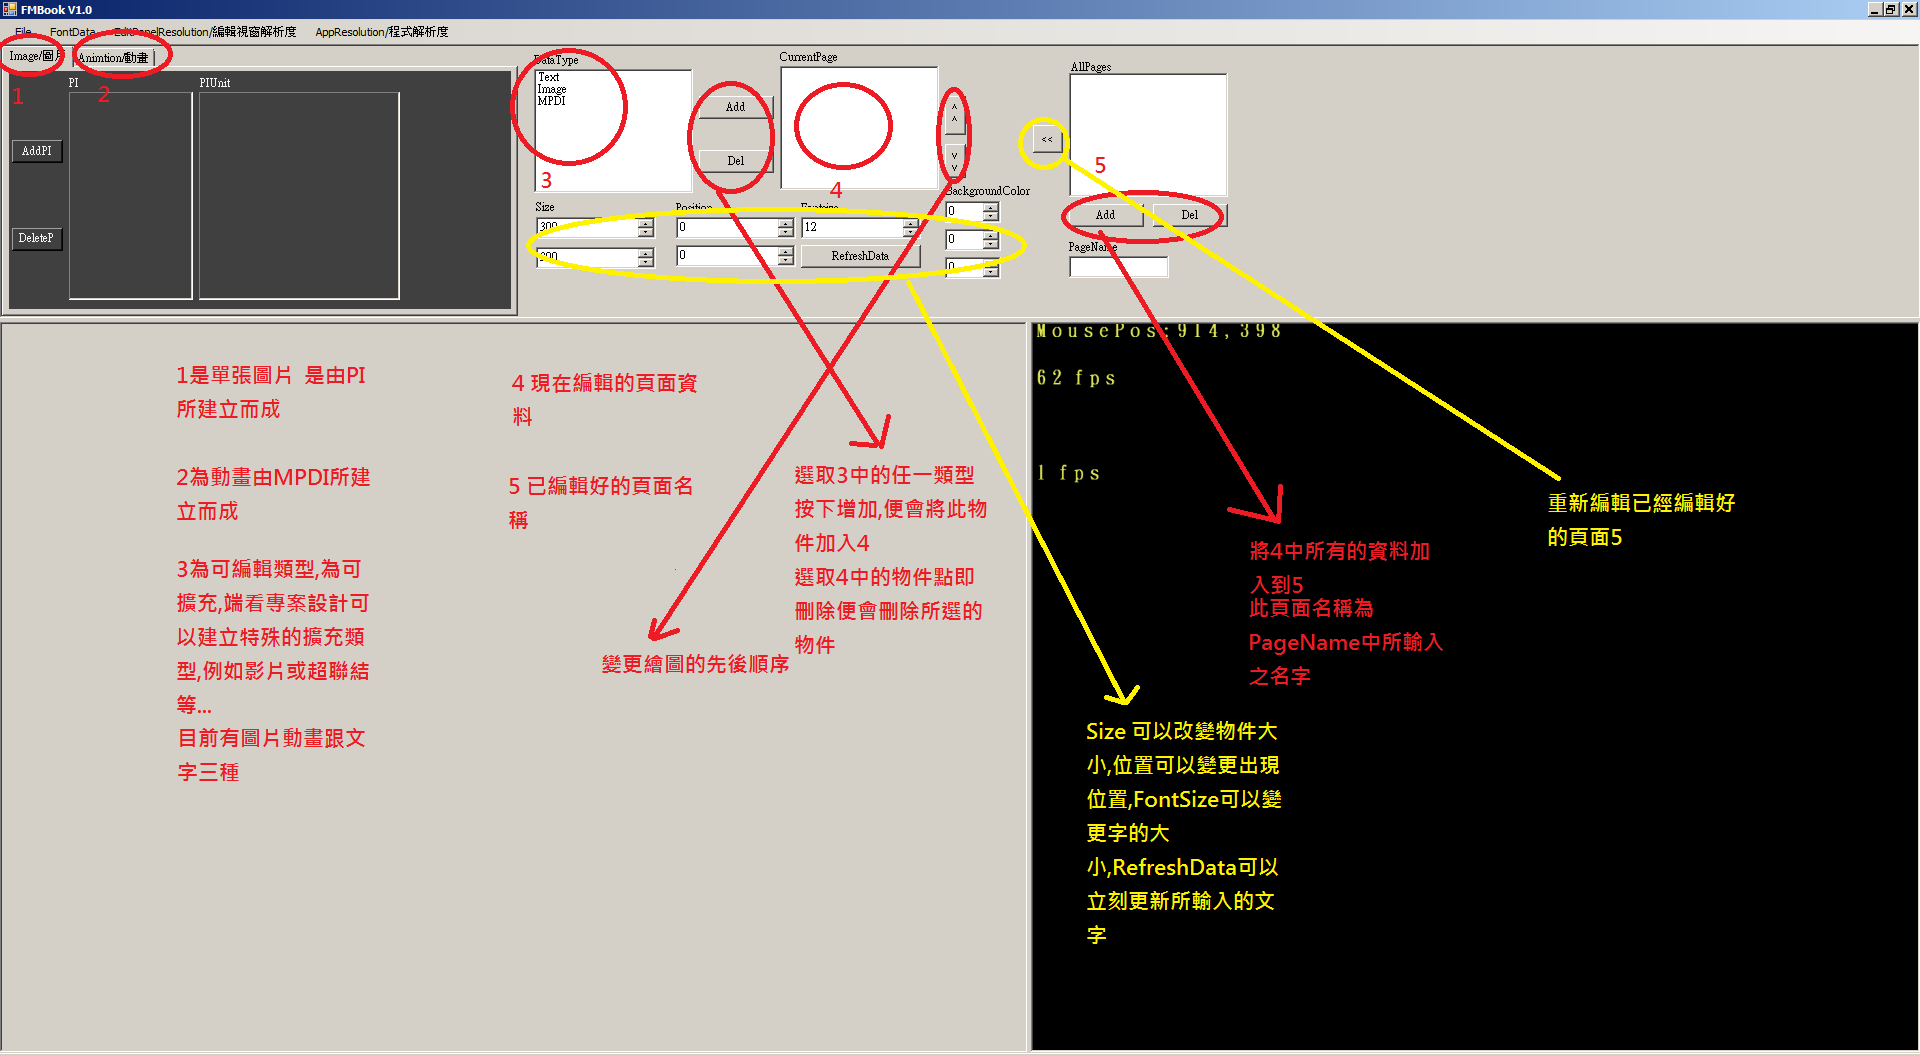 FMBook V1.0
File FontData EditPanelResolution/編輯視窗解析度 AppResolution/程式解析度
Image/圖片 Animtion/動畫
1
2
PI PIUnit
AddPI
DeleteP
DataType
Text
Image
MPDI
3
Add
Del
CurrentPage
4
^
^
v
v
<<
AllPages
5
Add Del
PageName
Size Position Fontsize BackgroundColor
300 0 12 0
0 RefreshData 0
0
MousePos:914,398
62 fps
1 fps
1是單張圖片 是由PI
所建立而成
2為動畫由MPDI所建
立而成
3為可編輯類型,為可
擴充,端看專案設計可
以建立特殊的擴充類
型,例如影片或超聯結
等...
目前有圖片動畫跟文
字三種
4 現在編輯的頁面資
料
5 已編輯好的頁面名
稱
變更繪圖的先後順序
選取3中的任一類型
按下增加,便會將此物
件加入4
選取4中的物件點即
刪除便會刪除所選的
物件
將4中所有的資料加
入到5
此頁面名稱為
PageName中所輸入
之名字
重新編輯已經編輯好
的頁面5
Size 可以改變物件大
小,位置可以變更出現
位置,FontSize可以變
更字的大
小,RefreshData可以
立刻更新所輸入的文
字